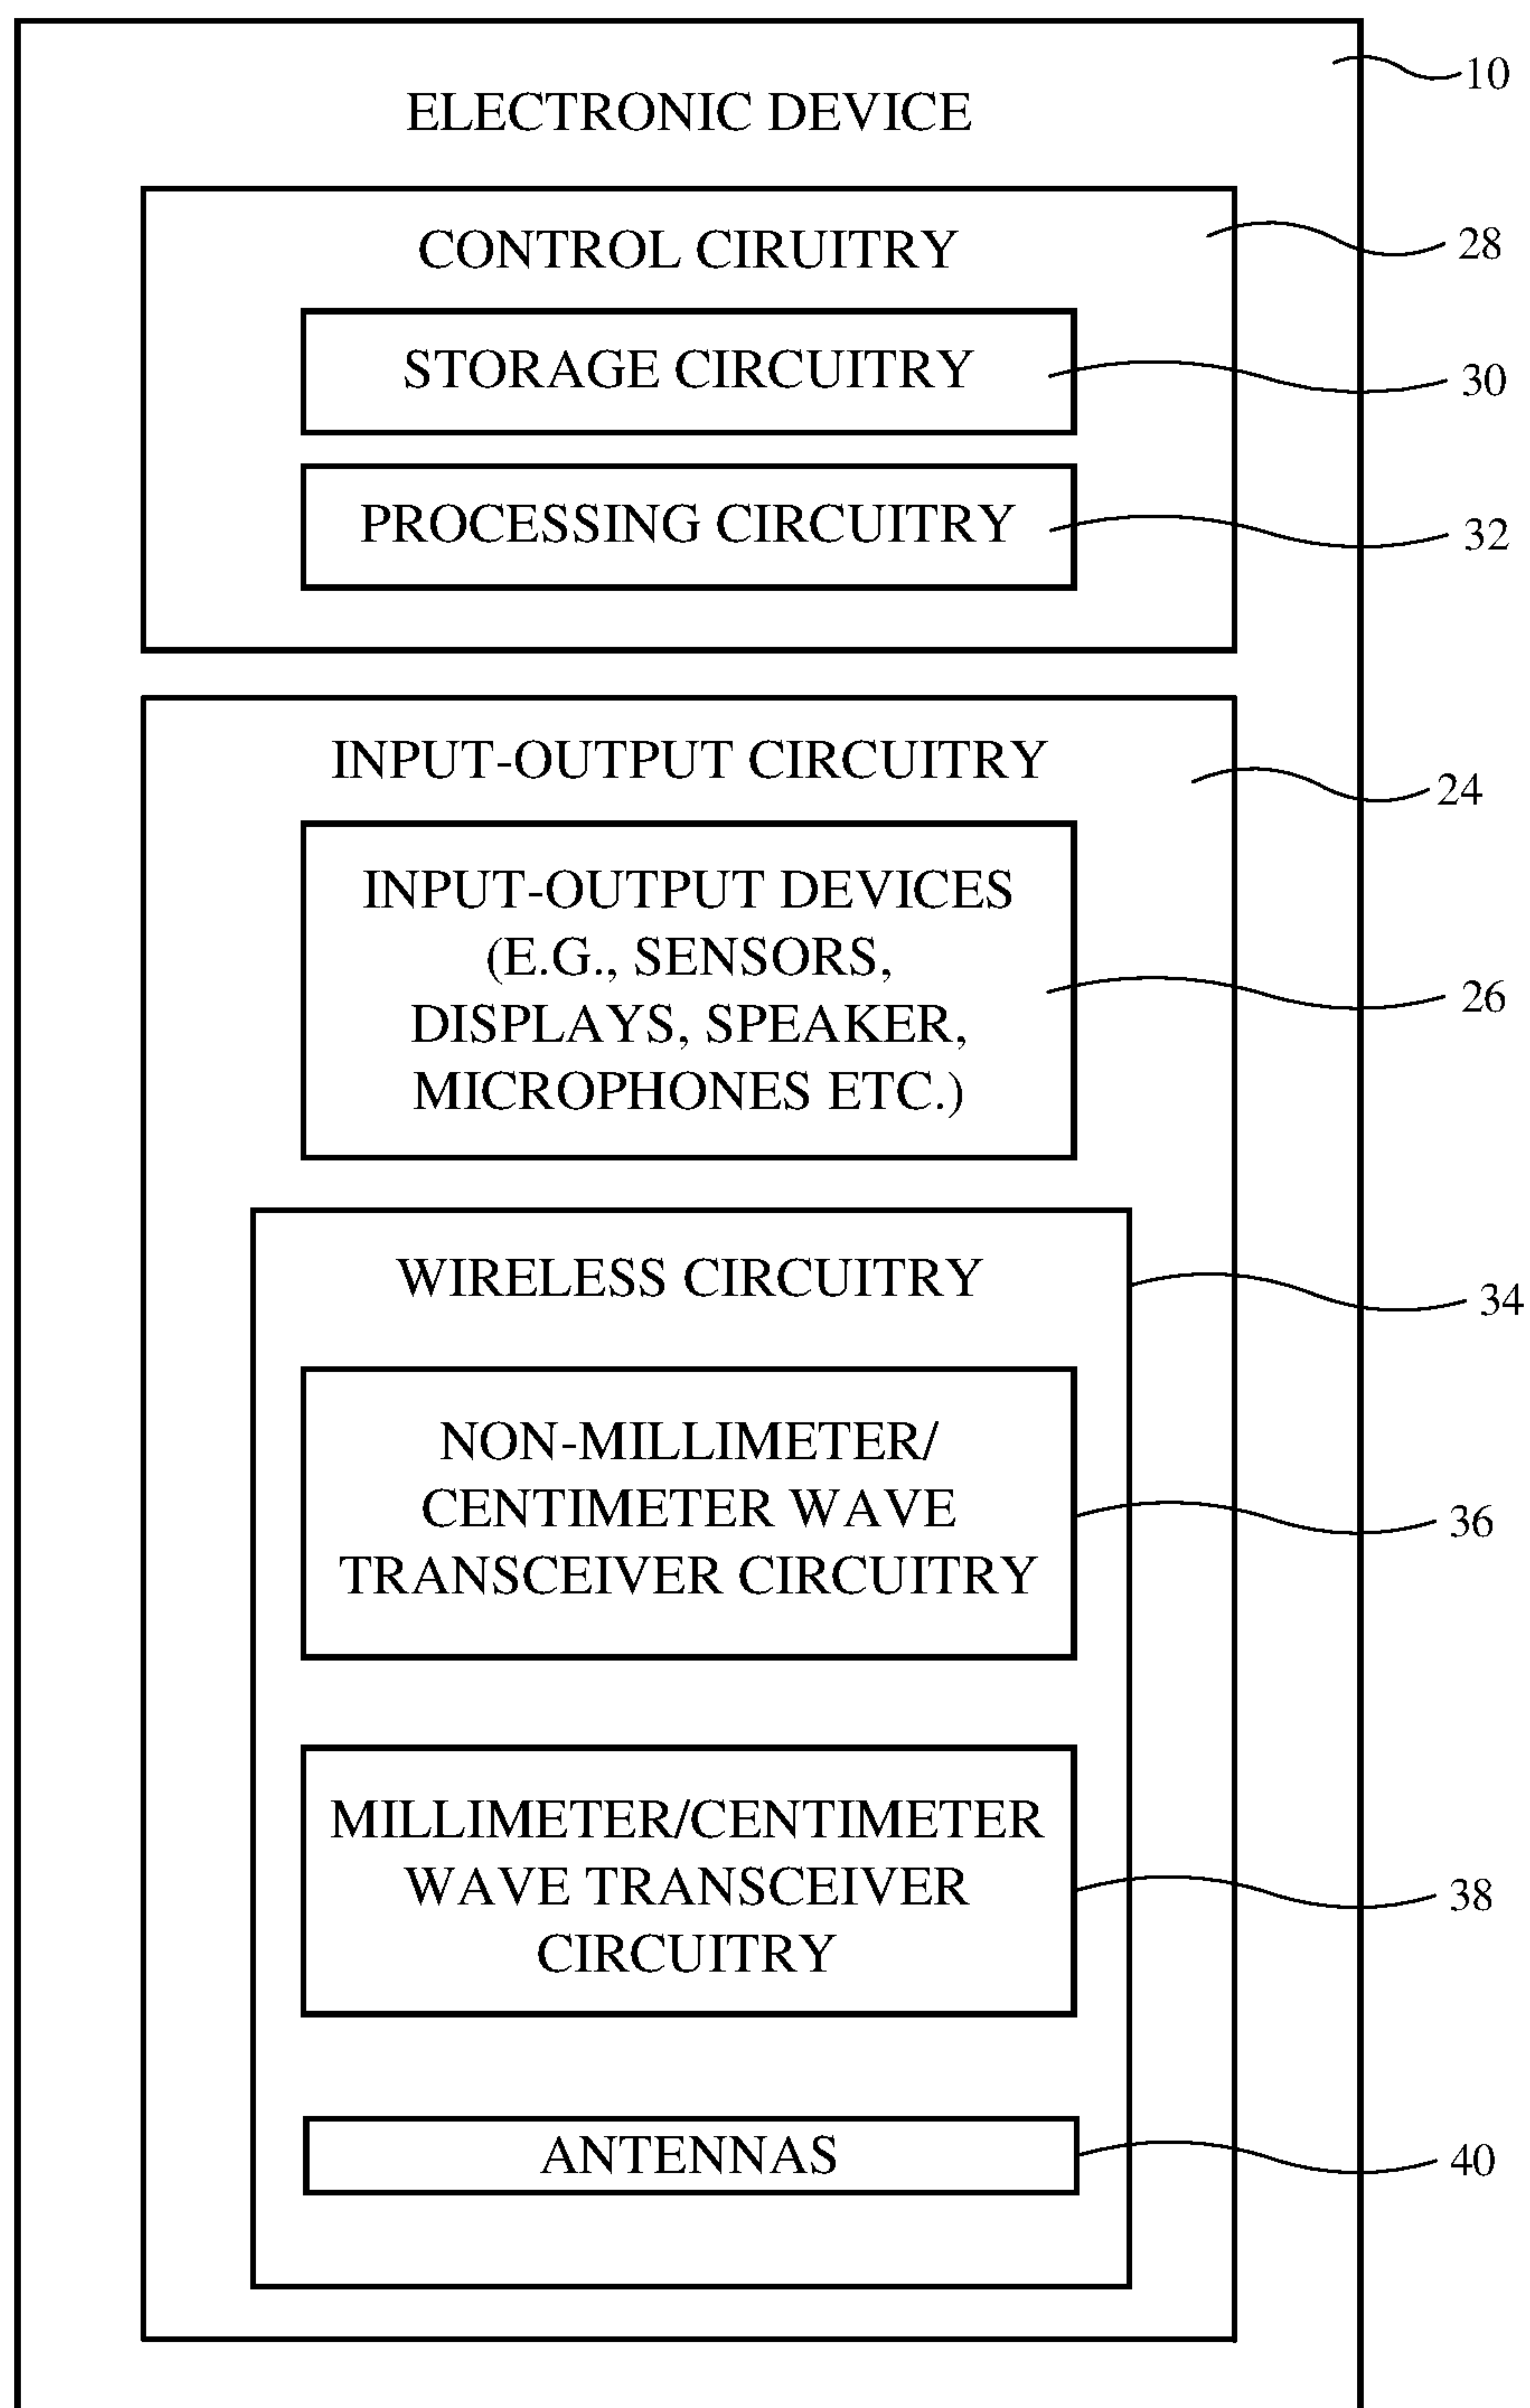 ELECTRONIC DEVICE
10
CONTROL CIRUITRY
28
STORAGE CIRCUITRY
30
PROCESSING CIRCUITRY
32
INPUT-OUTPUT CIRCUITRY
24
INPUT-OUTPUT DEVICES
(E.G., SENSORS,
DISPLAYS, SPEAKER,
MICROPHONES ETC.)
26
WIRELESS CIRCUITRY
34
NON-MILLIMETER/
CENTIMETER WAVE
TRANSCEIVER CIRCUITRY
36
MILLIMETER/CENTIMETER
WAVE TRANSCEIVER
CIRCUITRY
38
ANTENNAS
40